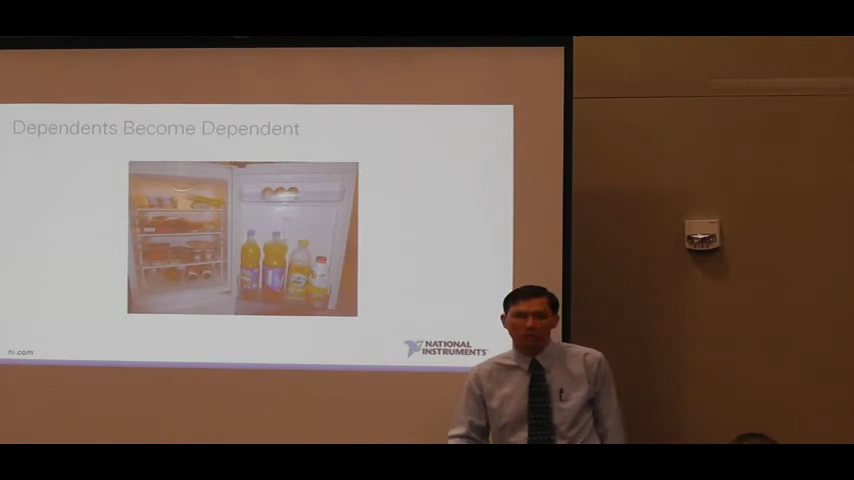 Dependents Become Dependent
ni.com
NATIONAL
INSTRUMENTS